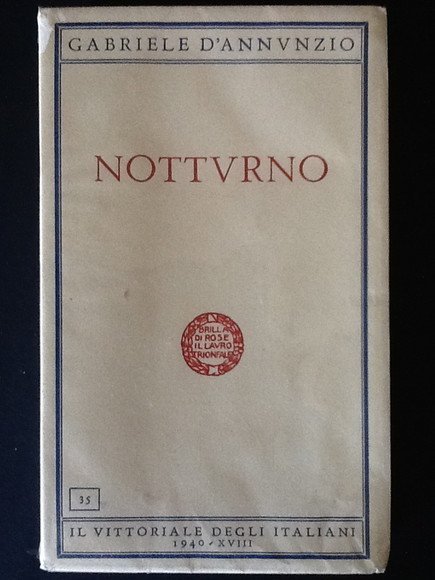 GABRIELE D'ANNVNZIO
NOTTVRNO
BRILLA
DI ROSE
IL LAVRO
TRIONFALE
35
IL VITTORIALE DEGLI ITALIANI
1940 - XVIII